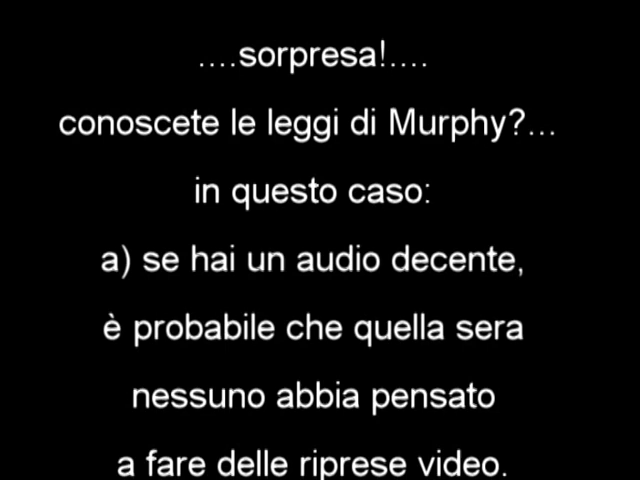 ....sorpresa!....
conoscete le leggi di Murphy?...
in questo caso:
a) se hai un audio decente,
è probabile che quella sera
nessuno abbia pensato
a fare delle riprese video.